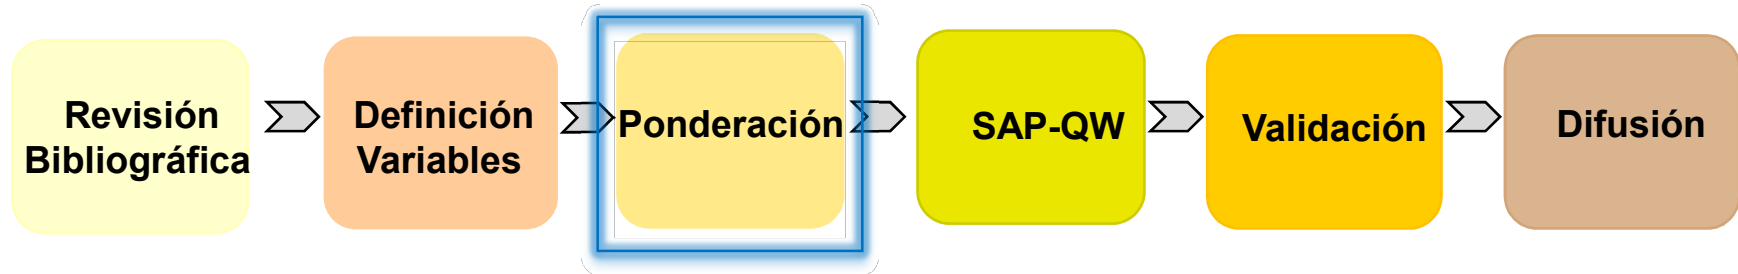 Revisión
Bibliográfica
Definición
Variables
Ponderación
SAP-QW
Validación
Difusión